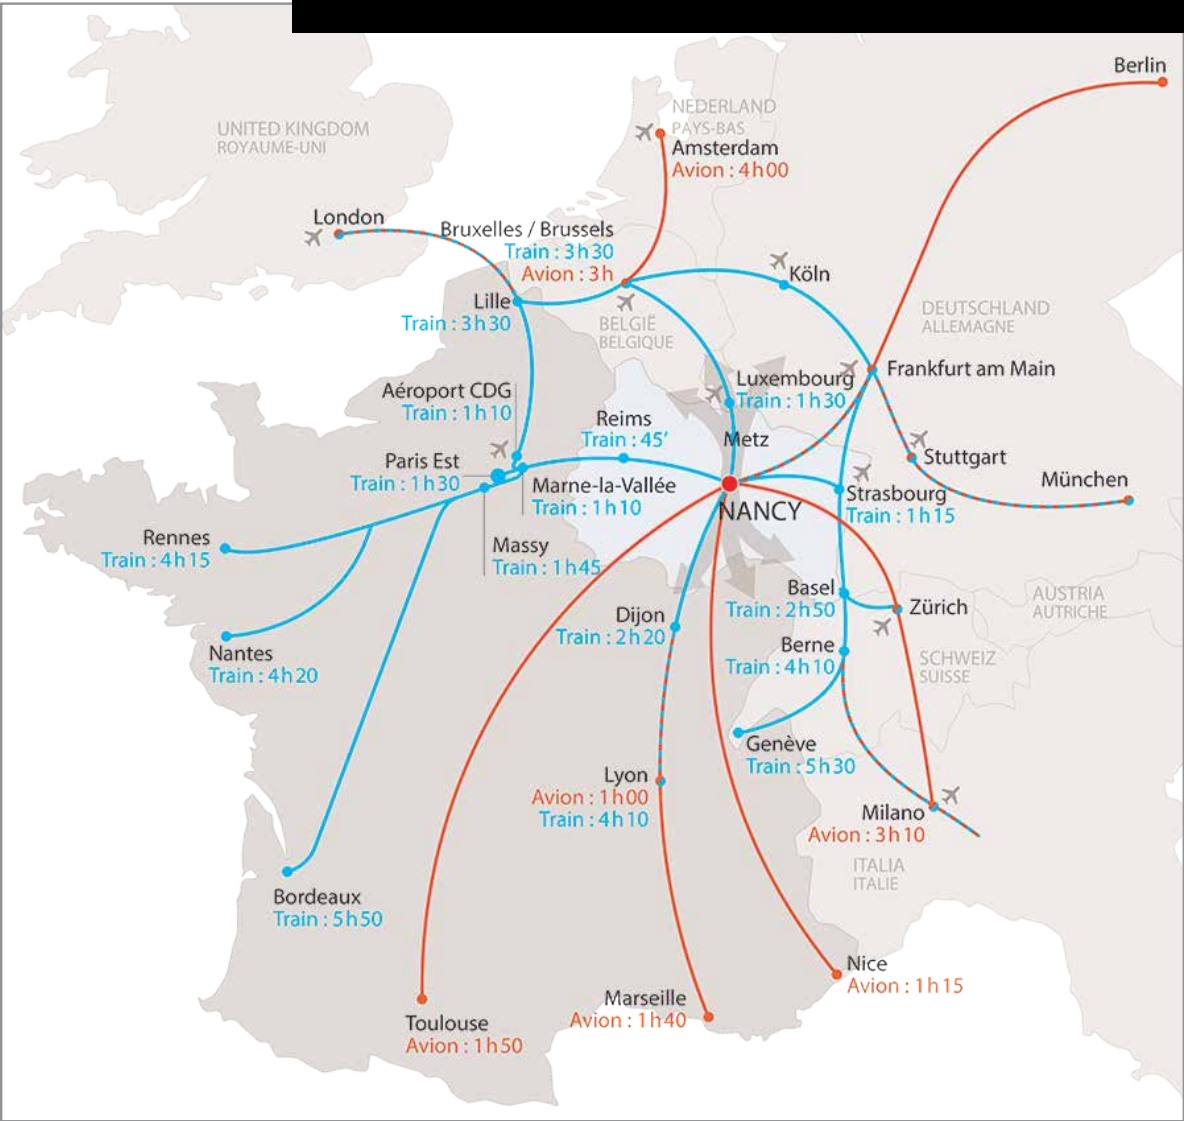 Berlin
NEDERLAND
PAYS-BAS
Amsterdam
Avion : 4h00
UNITED KINGDOM
ROYAUME-UNI
London
Bruxelles / Brussels
Train : 3h30
Avion : 3h
Köln
Lille
Train : 3h30
BELGIË
BELGIQUE
DEUTSCHLAND
ALLEMAGNE
Frankfurt am Main
Luxembourg
Train : 1h30
Aéroport CDG
Train : 1h10
Reims
Train : 45’
Metz
Paris Est
Train : 1h30
Marne-la-Vallée
Train : 1h10
NANCY
Stuttgart
München
Strasbourg
Train : 1h15
Rennes
Train : 4h15
Massy
Train : 1h45
Nantes
Train : 4h20
Dijon
Train : 2h20
Basel
Train : 2h50
Zürich
AUSTRIA
AUTRICHE
Berne
Train : 4h10
SCHWEIZ
SUISSE
Genève
Train : 5h30
Lyon
Avion : 1h00
Train : 4h10
Milano
Avion : 3h10
ITALIA
ITALIE
Bordeaux
Train : 5h50
Nice
Avion : 1h15
Marseille
Avion : 1h40
Toulouse
Avion : 1h50